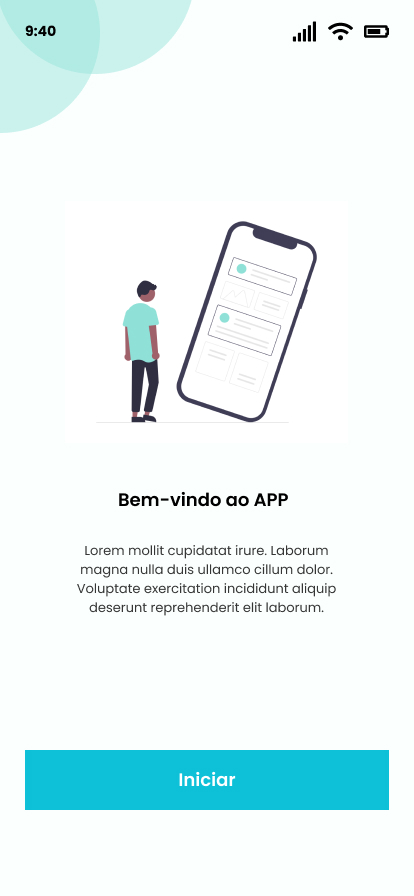 9:40
Bem-vindo ao APP
Lorem mollit cupidatat irure. Laborum
magna nulla duis ullamco cillum dolor.
Voluptate exercitation incididunt aliquip
deserunt reprehenderit elit laborum.
Iniciar